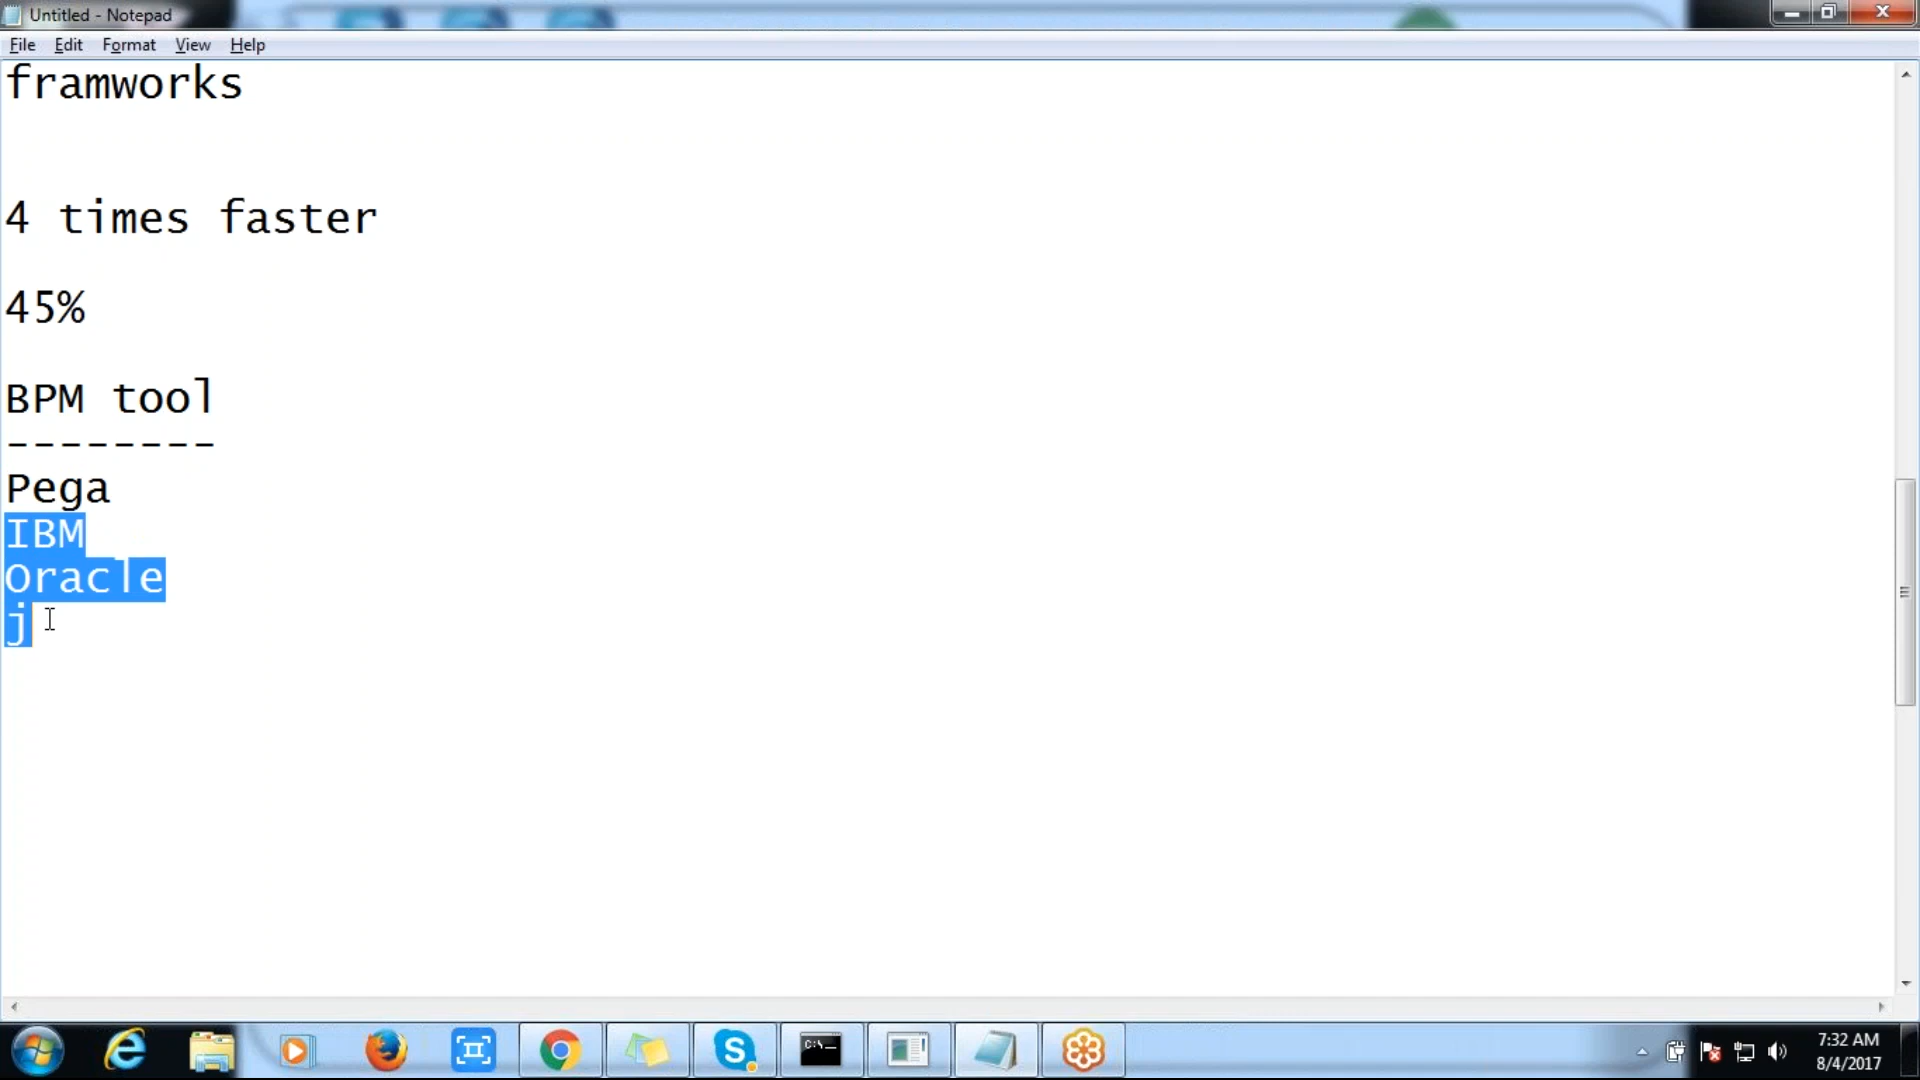 Untitled - Notepad
File Edit Format View Help
framworks
4 times faster
45%
BPM tool
--------
Pega
IBM
Oracle
j
7:32 AM
8/4/2017